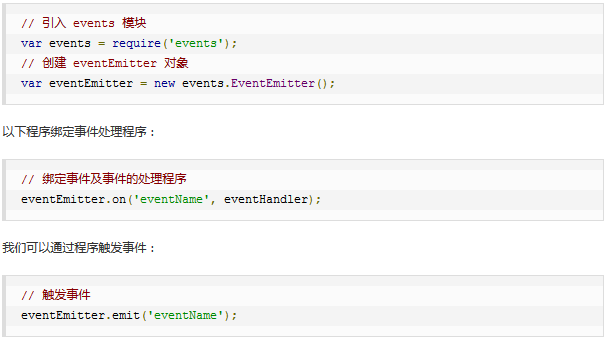 // 引入 events 模块
var events = require('events');
// 创建 eventEmitter 对象
var eventEmitter = new events.EventEmitter();
以下程序绑定事件处理程序：
// 绑定事件及事件的处理程序
eventEmitter.on('eventName', eventHandler);
我们可以通过程序触发事件：
// 触发事件
eventEmitter.emit('eventName');